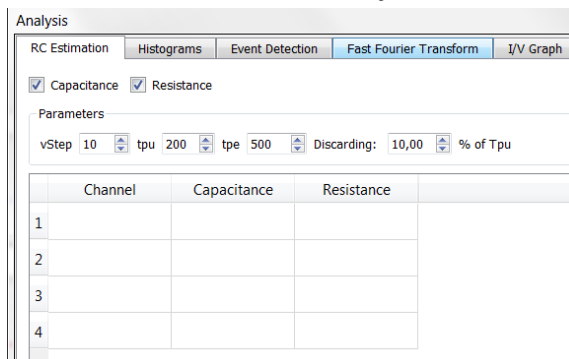 Analysis
RC Estimation Histograms Event Detection Fast Fourier Transform I/V Graph
Capacitance Resistance
Parameters
vStep 10 tpu 200 tpe 500 Discarding: 10,00 % of Tpu
Channel Capacitance Resistance
1
2
3
4